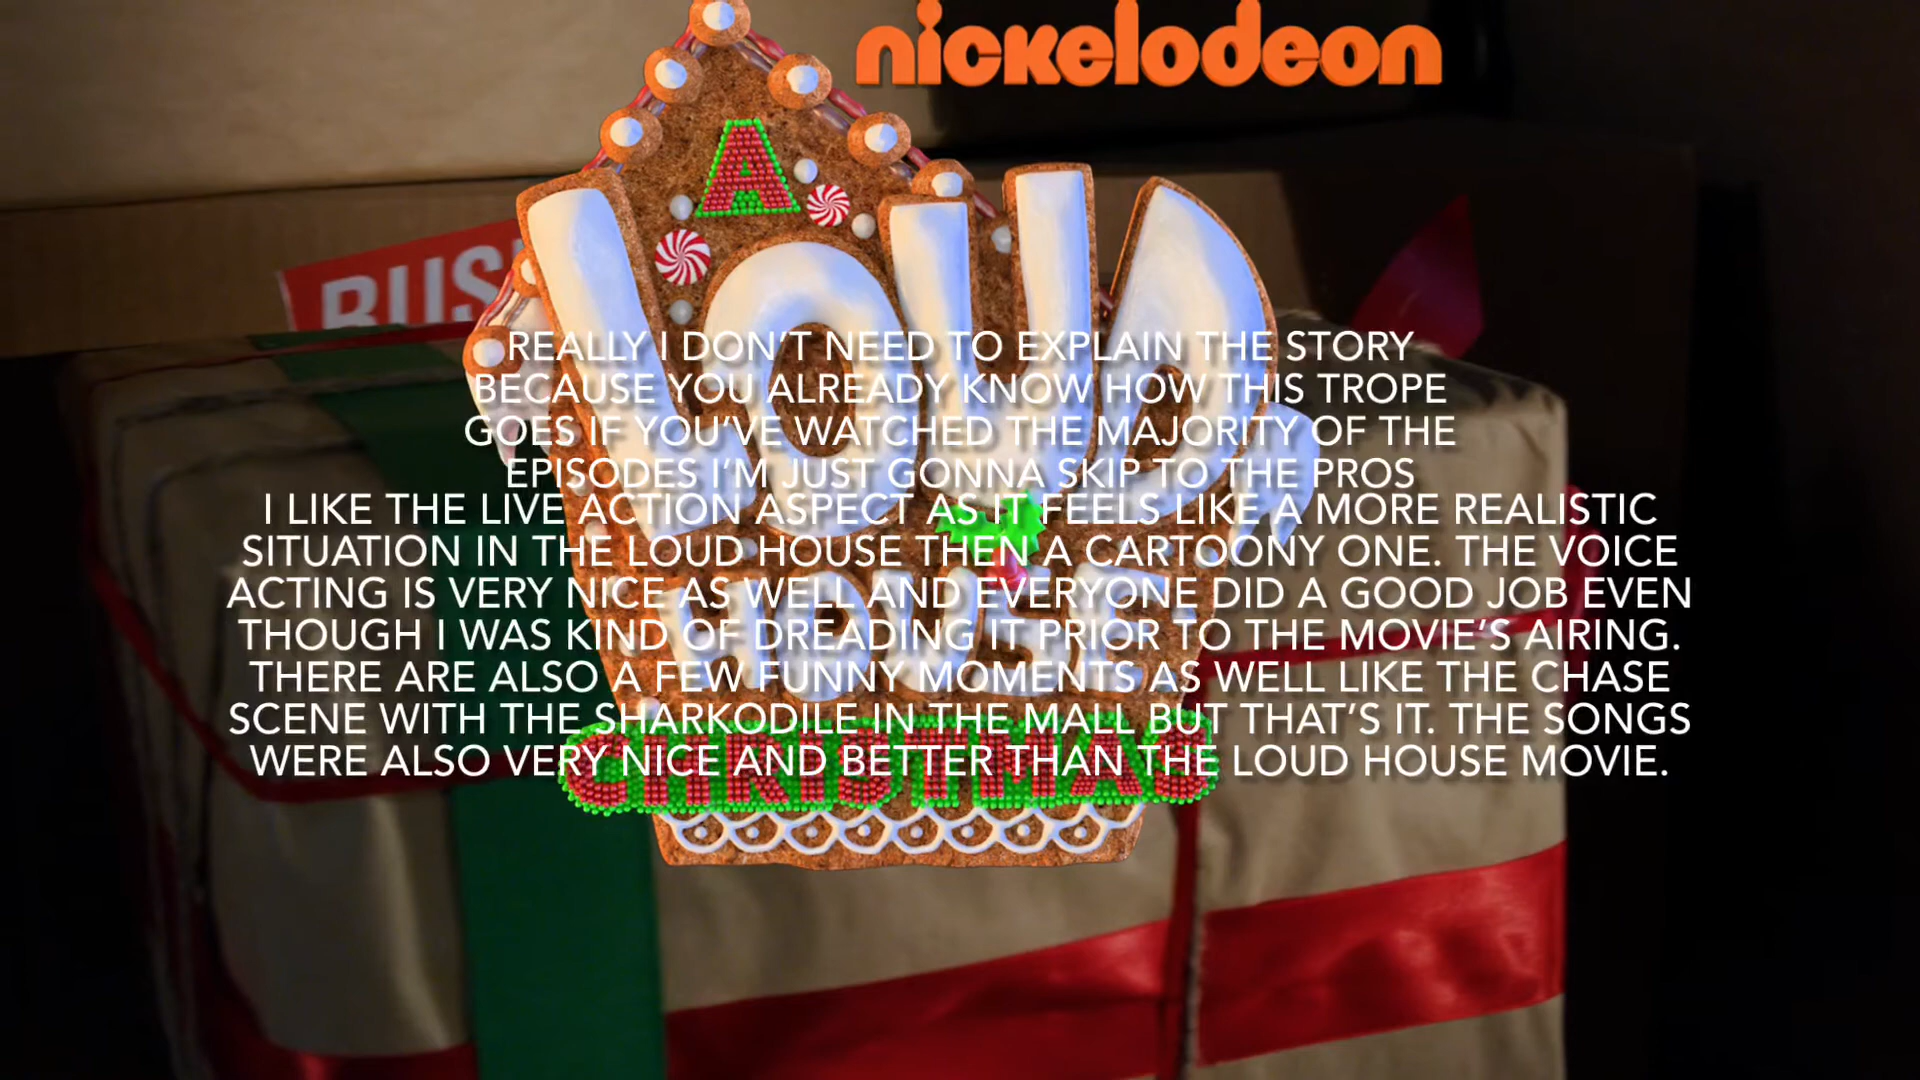 nickelodeon
A
LOUD
HOUSE
CHRISTMAS
REALLY I DON'T NEED TO EXPLAIN THE STORY
BECAUSE YOU ALREADY KNOW HOW THIS TROPE
GOES IF YOU'VE WATCHED THE MAJORITY OF THE
EPISODES I'M JUST GONNA SKIP TO THE PROS
I LIKE THE LIVE ACTION ASPECT AS IT FEELS LIKE A MORE REALISTIC
SITUATION IN THE LOUD HOUSE THEN A CARTOONY ONE. THE VOICE
ACTING IS VERY NICE AS WELL AND EVERYONE DID A GOOD JOB EVEN
THOUGH I WAS KIND OF DREADING IT PRIOR TO THE MOVIE'S AIRING.
THERE ARE ALSO A FEW FUNNY MOMENTS AS WELL LIKE THE CHASE
SCENE WITH THE SHARKODILE IN THE MALL BUT THAT'S IT. THE SONGS
WERE ALSO VERY NICE AND BETTER THAN THE LOUD HOUSE MOVIE.